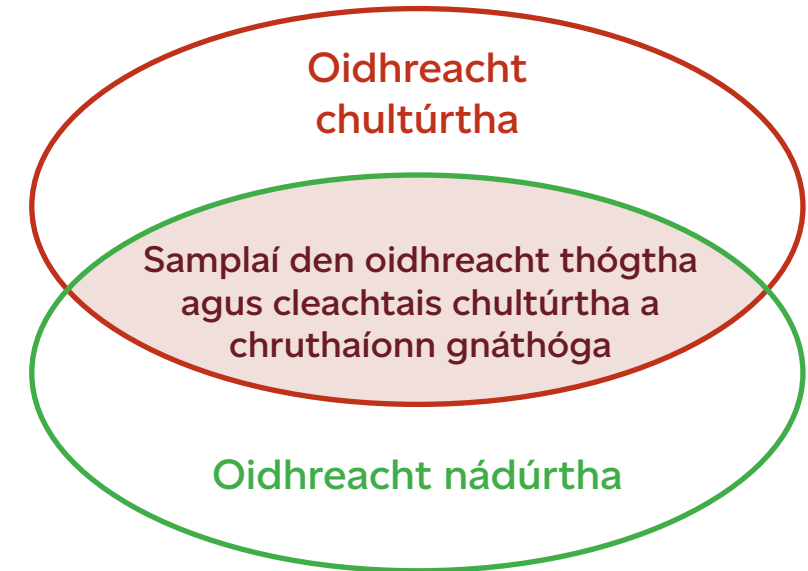 Oidhreacht
chultúrtha
Samplaí den oidhreacht thógtha
agus cleachtais chultúrtha a
chruthaíonn gnáthóga
Oidhreacht nádúrtha